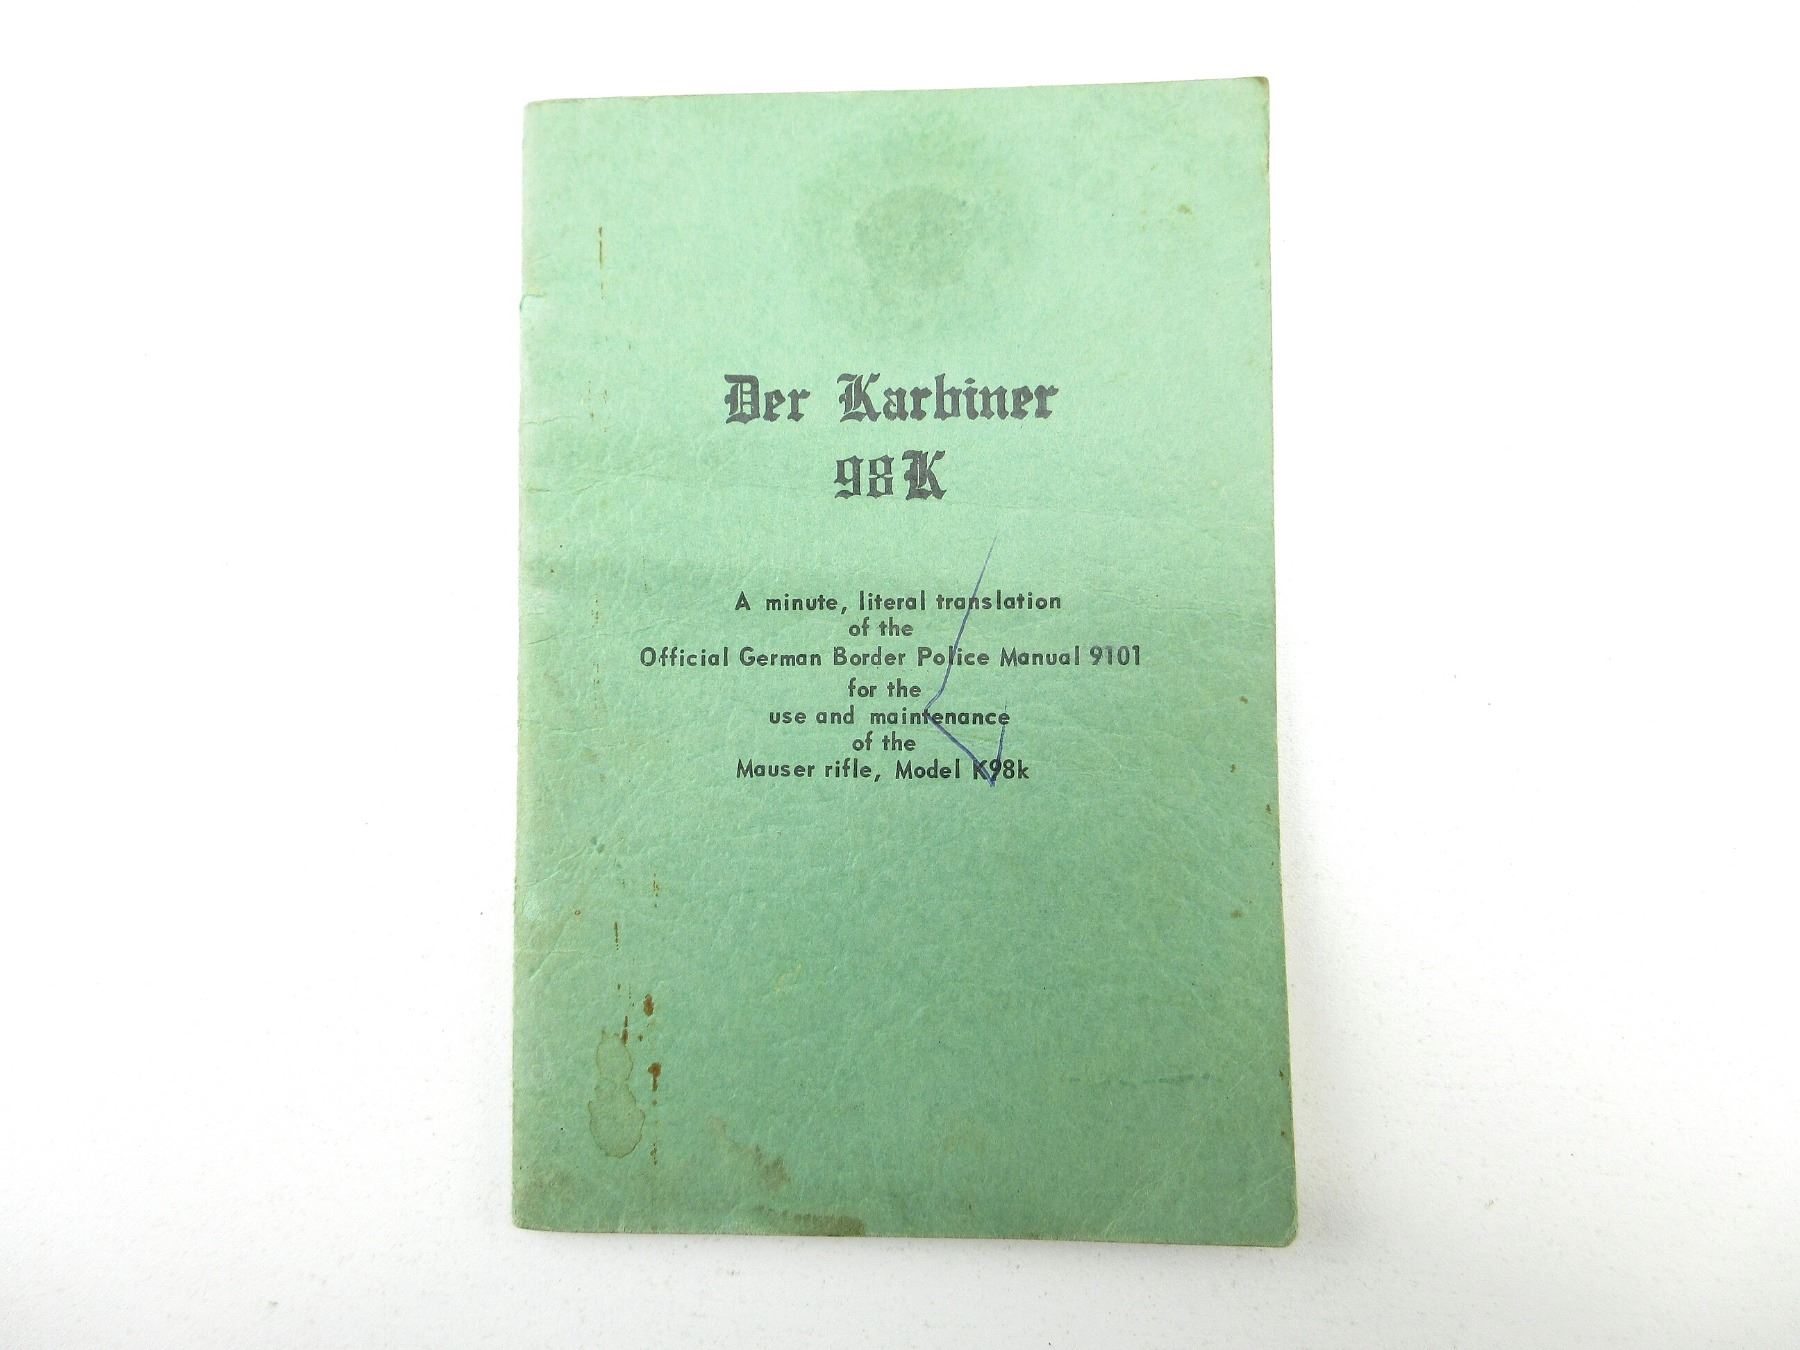 Der Karbiner
98K
A minute, literal translation
of the
Official German Border Police Manual 9101
for the
use and maintenance
of the
Mauser rifle, Model K98k